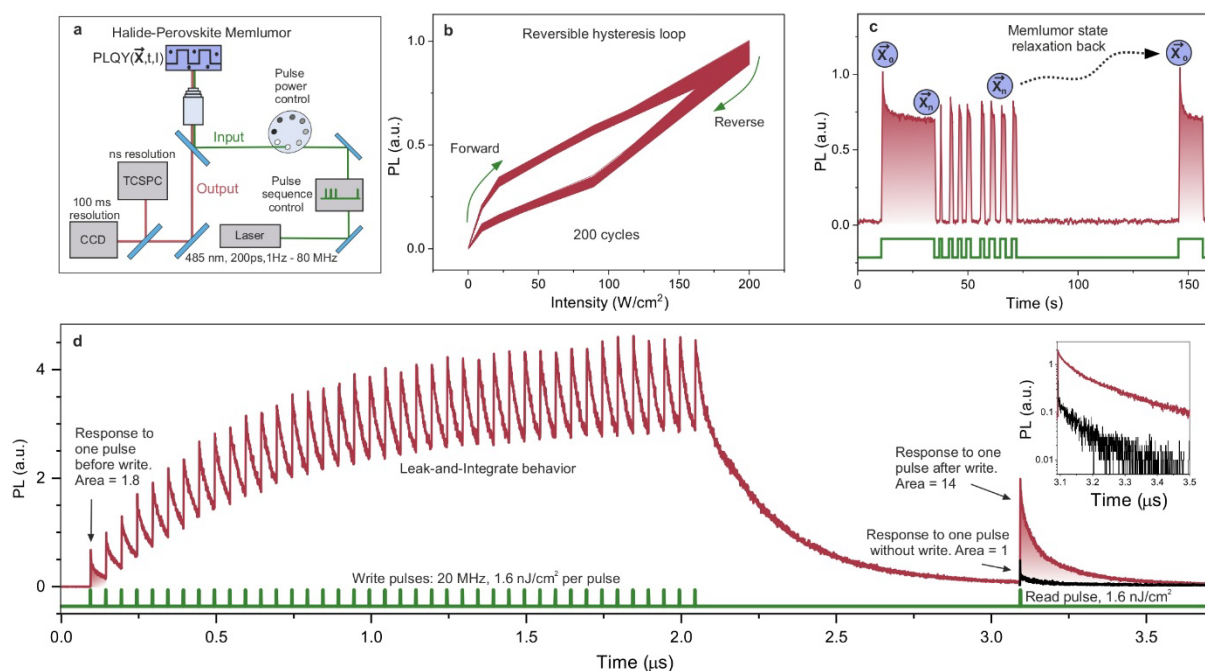 a
Halide-Perovskite Memlumor
PLQY(X⃗,t,I)
Pulse
power
control
Input
ns resolution
TCSPC
Output
Pulse
sequence
control
100 ms
resolution
CCD
Laser
485 nm, 200ps,1Hz - 80 MHz
b
Reversible hysteresis loop
1.0
0.5
0.0
PL (a.u.)
Forward
Reverse
200 cycles
0
50
100
150
200
Intensity (W/cm²)
c
Memlumor state
relaxation back
X⃗₀
X⃗ₙ
X⃗ₙ
X⃗₀
1.0
0.5
0.0
PL (a.u.)
0
50
100
150
Time (s)
d
4
2
0
PL (a.u.)
Response to
one pulse
before write.
Area = 1.8
Leak-and-Integrate behavior
Write pulses: 20 MHz, 1.6 nJ/cm² per pulse
Response to one
pulse after write.
Area = 14
Response to one pulse
without write. Area = 1
Read pulse, 1.6 nJ/cm²
1
0.1
0.01
PL (a.u.)
3.1
3.2
3.3
3.4
3.5
Time (μs)
0.0
0.5
1.0
1.5
2.0
2.5
3.0
3.5
Time (μs)